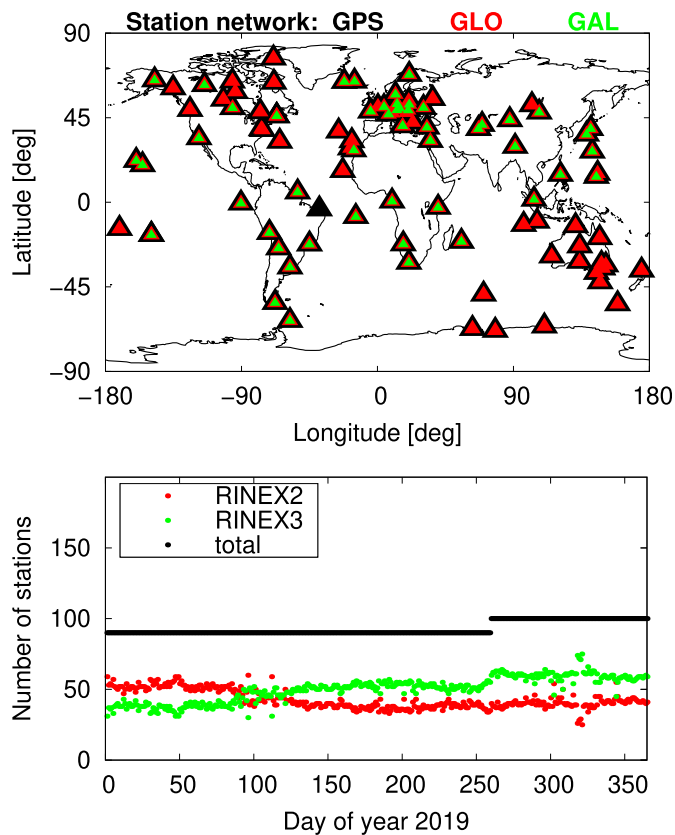 Station network: GPS GLO GAL
90
45
0
−45
−90
Latitude [deg]
−180 −90 0 90 180
Longitude [deg]
RINEX2
RINEX3
total
150
100
50
0
Number of stations
0 50 100 150 200 250 300 350
Day of year 2019